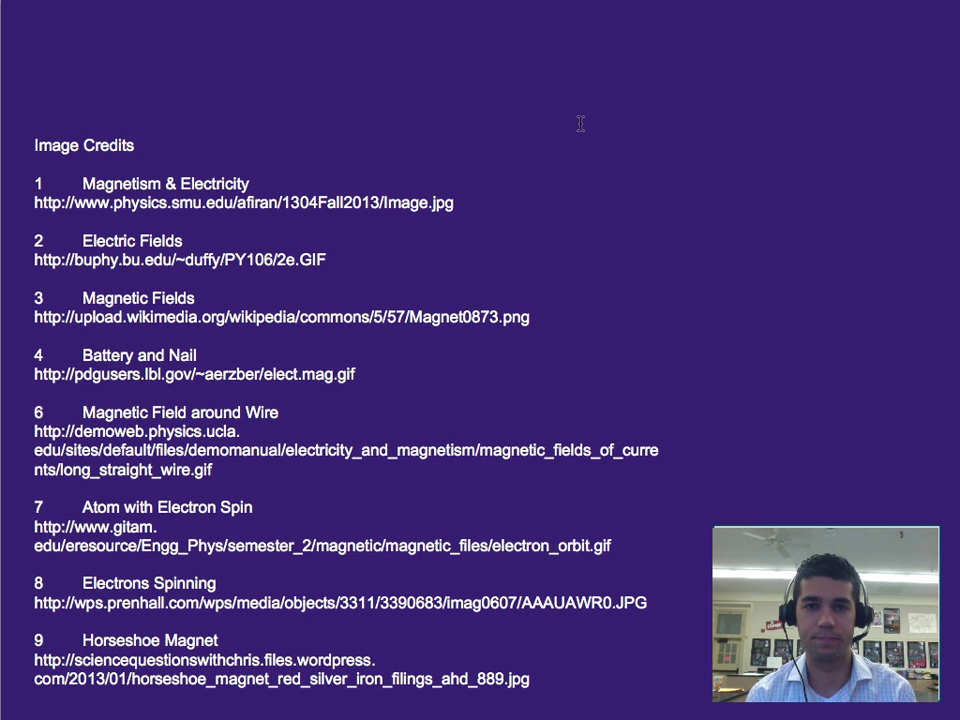 Image Credits
1 Magnetism & Electricity
http://www.physics.smu.edu/afiran/1304Fall2013/Image.jpg
2 Electric Fields
http://buphy.bu.edu/~duffy/PY106/2e.GIF
3 Magnetic Fields
http://upload.wikimedia.org/wikipedia/commons/5/57/Magnet0873.png
4 Battery and Nail
http://pdgusers.lbl.gov/~aerzber/elect.mag.gif
6 Magnetic Field around Wire
http://demoweb.physics.ucla.
edu/sites/default/files/demomanual/electricity_and_magnetism/magnetic_fields_of_curre
nts/long_straight_wire.gif
7 Atom with Electron Spin
http://www.gitam.
edu/eresource/Engg_Phys/semester_2/magnetic/magnetic_files/electron_orbit.gif
8 Electrons Spinning
http://wps.prenhall.com/wps/media/objects/3311/3390683/imag0607/AAAUAWR0.JPG
9 Horseshoe Magnet
http://sciencequestionswithchris.files.wordpress.
com/2013/01/horseshoe_magnet_red_silver_iron_filings_ahd_889.jpg